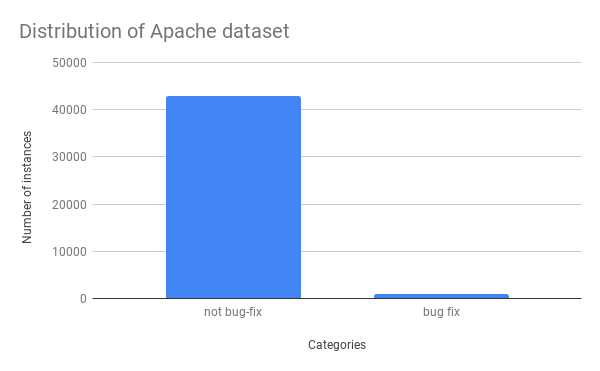 Distribution of Apache dataset
50000
40000
30000
20000
10000
0
Number of instances
not bug-fix
bug fix
Categories